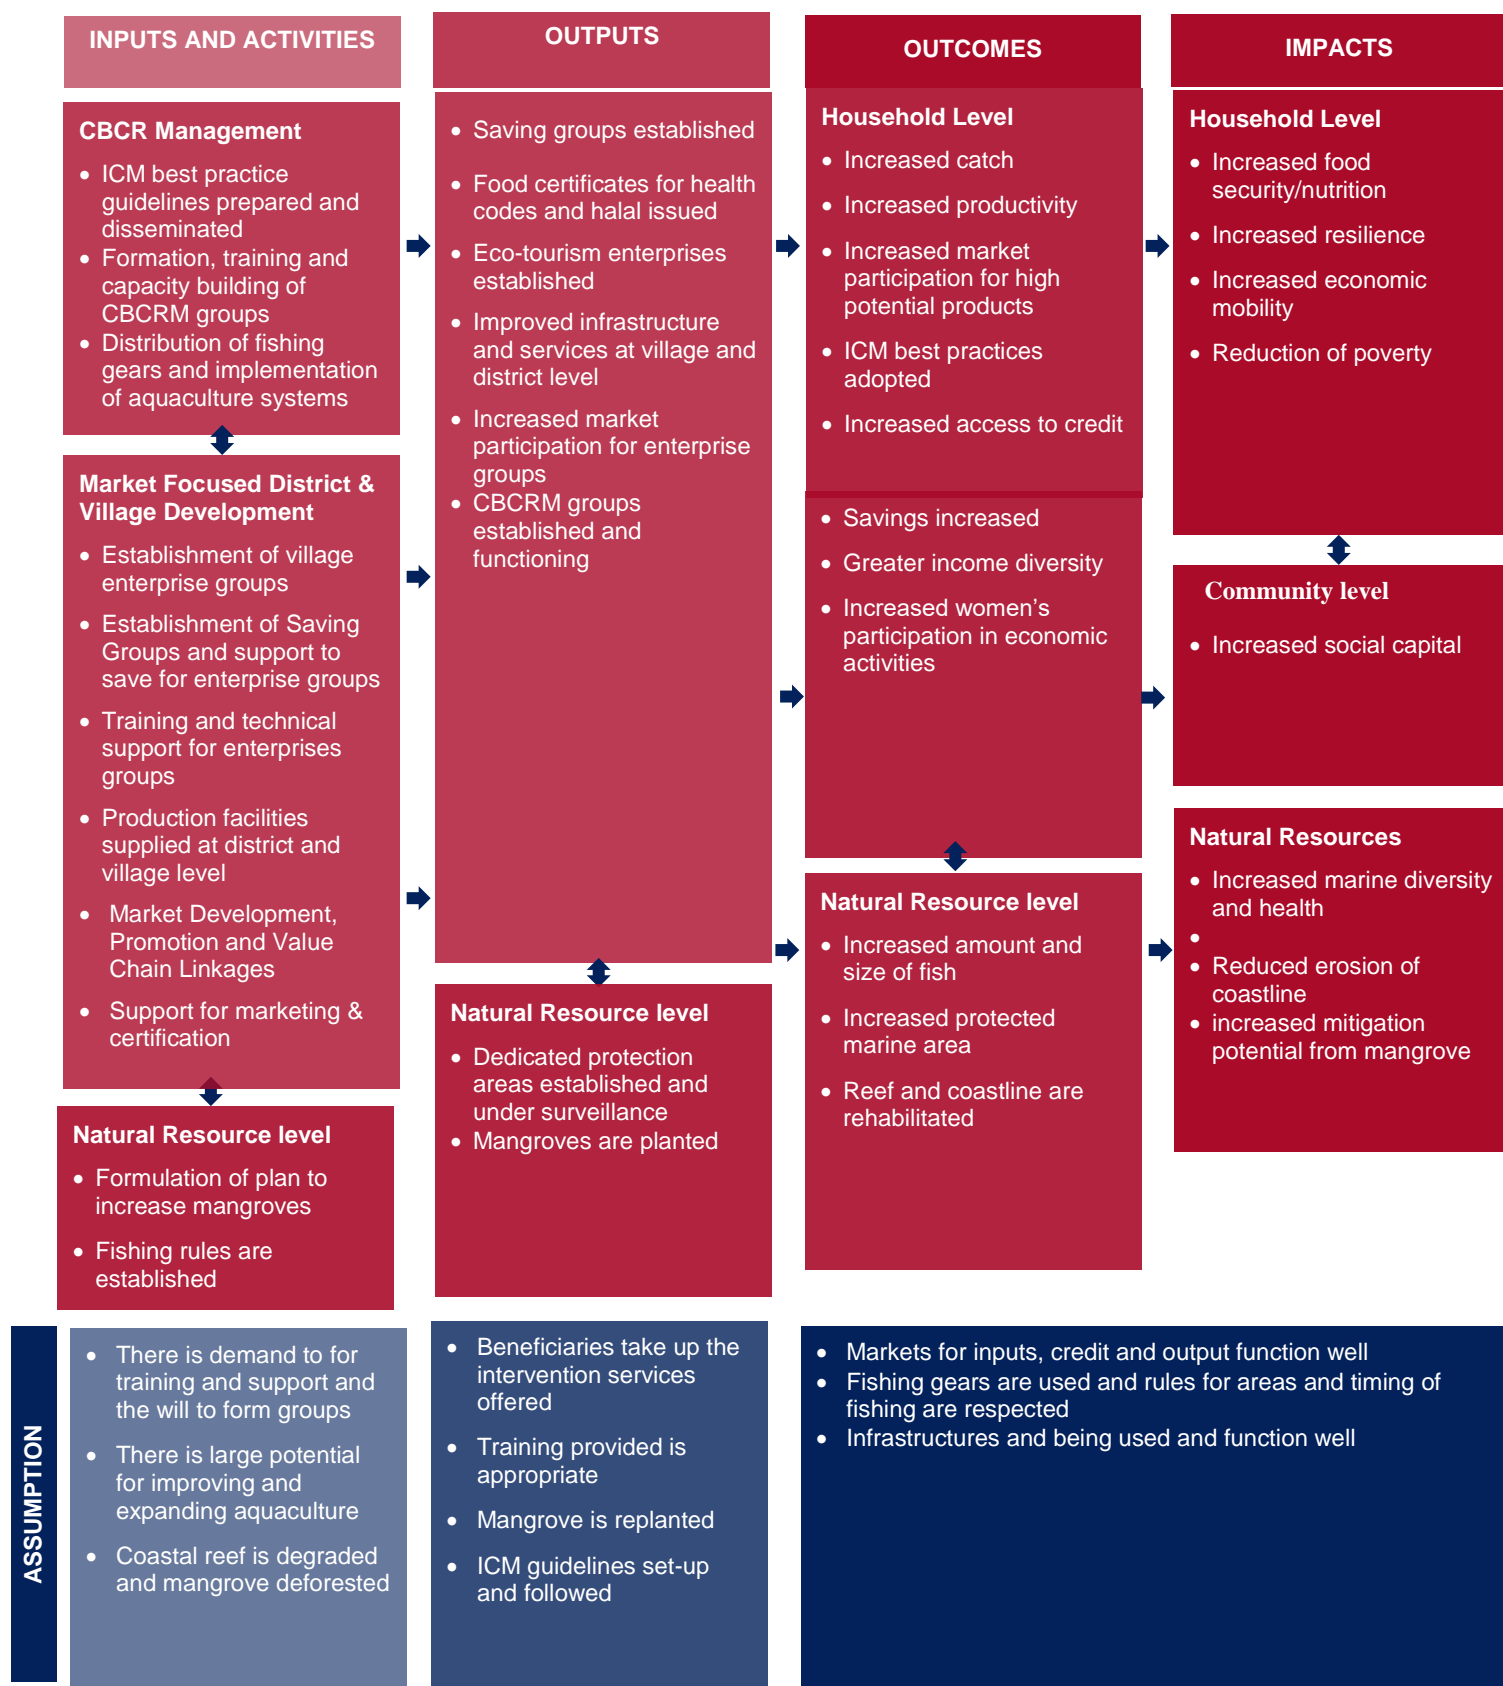 INPUTS AND ACTIVITIES
CBCR Management
• ICM best practice
guidelines prepared and
disseminated
• Formation, training and
capacity building of
CBCRM groups
• Distribution of fishing
gears and implementation
of aquaculture systems
Market Focused District &
Village Development
• Establishment of village
enterprise groups
• Establishment of Saving
Groups and support to
save for enterprise groups
• Training and technical
support for enterprises
groups
• Production facilities
supplied at district and
village level
• Market Development,
Promotion and Value
Chain Linkages
• Support for marketing &
certification
Natural Resource level
• Formulation of plan to
increase mangroves
• Fishing rules are
established
OUTPUTS
• Saving groups established
• Food certificates for health
codes and halal issued
• Eco-tourism enterprises
established
• Improved infrastructure
and services at village and
district level
• Increased market
participation for enterprise
groups
• CBCRM groups
established and
functioning
Natural Resource level
• Dedicated protection
areas established and
under surveillance
• Mangroves are planted
OUTCOMES
Household Level
• Increased catch
• Increased productivity
• Increased market
participation for high
potential products
• ICM best practices
adopted
• Increased access to credit
• Savings increased
• Greater income diversity
• Increased women’s
participation in economic
activities
Natural Resource level
• Increased amount and
size of fish
• Increased protected
marine area
• Reef and coastline are
rehabilitated
IMPACTS
Household Level
• Increased food
security/nutrition
• Increased resilience
• Increased economic
mobility
• Reduction of poverty
Community level
• Increased social capital
Natural Resources
• Increased marine diversity
and health
•
• Reduced erosion of
coastline
• increased mitigation
potential from mangrove
ASSUMPTION
• There is demand to for
training and support and
the will to form groups
• There is large potential
for improving and
expanding aquaculture
• Coastal reef is degraded
and mangrove deforested
• Beneficiaries take up the
intervention services
offered
• Training provided is
appropriate
• Mangrove is replanted
• ICM guidelines set-up
and followed
• Markets for inputs, credit and output function well
• Fishing gears are used and rules for areas and timing of
fishing are respected
• Infrastructures and being used and function well